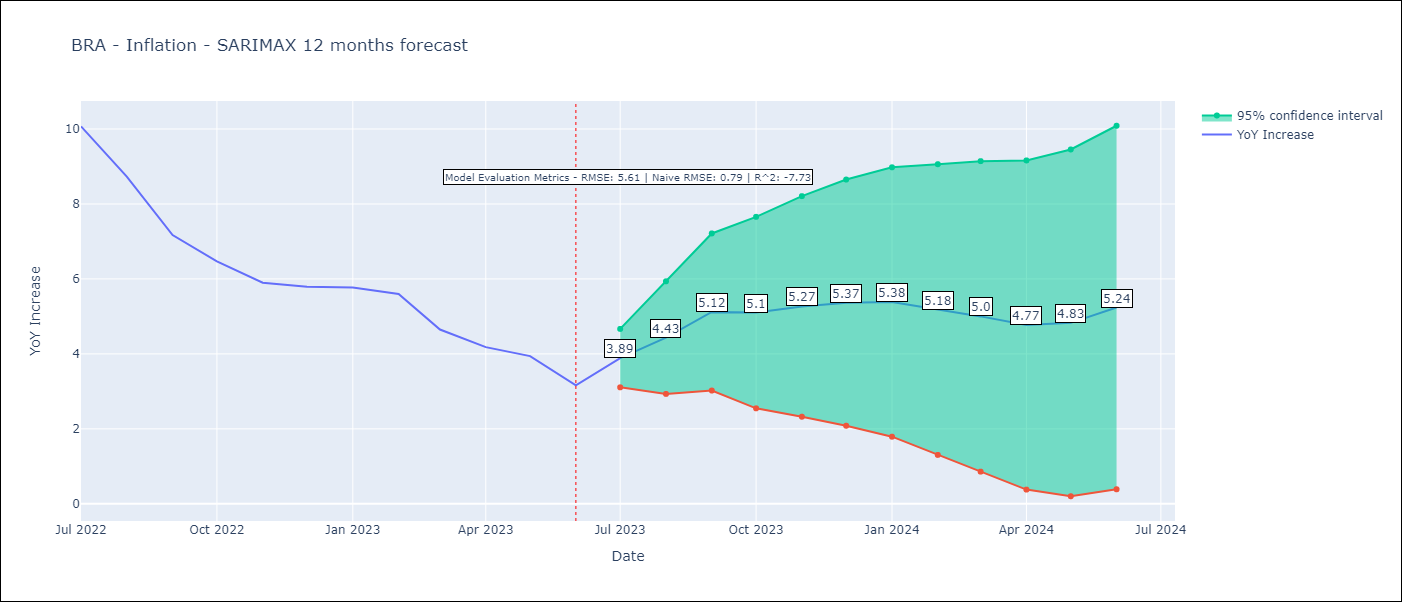 BRA - Inflation - SARIMAX 12 months forecast
95% confidence interval
YoY Increase
Model Evaluation Metrics - RMSE: 5.61 | Naive RMSE: 0.79 | R^2: -7.73
10
8
6
4
2
0
YoY Increase
3.89
4.43
5.12
5.1
5.27
5.37
5.38
5.18
5.0
4.77
4.83
5.24
Jul 2022
Oct 2022
Jan 2023
Apr 2023
Jul 2023
Oct 2023
Jan 2024
Apr 2024
Jul 2024
Date